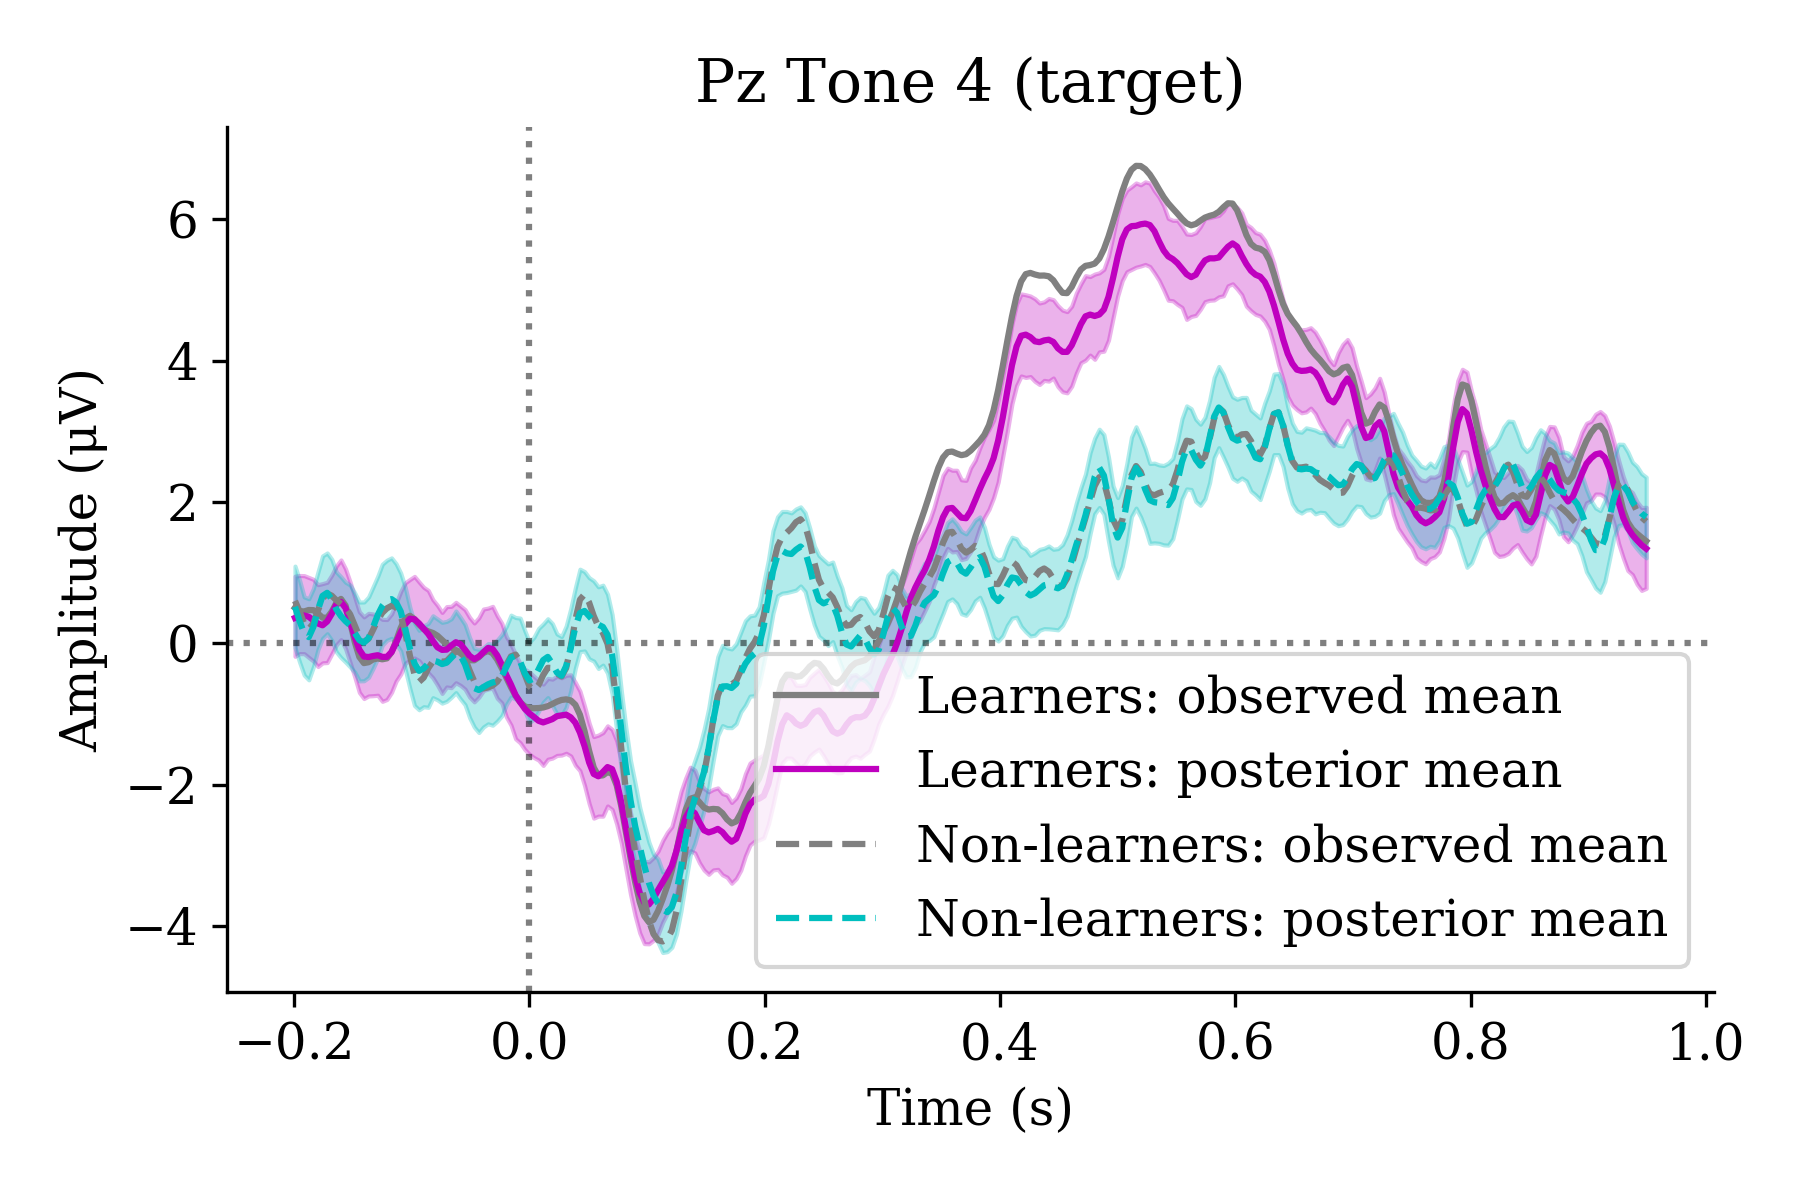 Pz Tone 4 (target)
Amplitude (μV)
6
4
2
0
−2
−4
Learners: observed mean
Learners: posterior mean
Non-learners: observed mean
Non-learners: posterior mean
−0.2 0.0 0.2 0.4 0.6 0.8 1.0
Time (s)